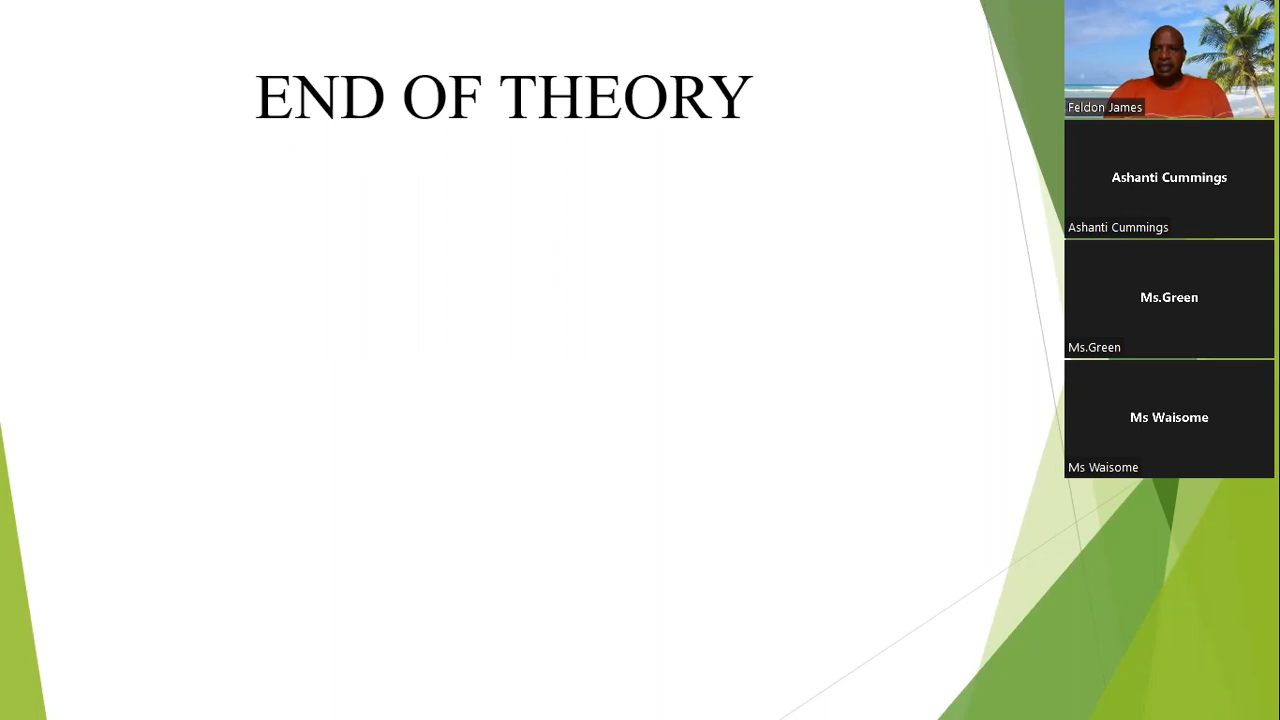 END OF THEORY
Feldon James
Ashanti Cummings
Ashanti Cummings
Ms.Green
Ms.Green
Ms Waisome
Ms Waisome